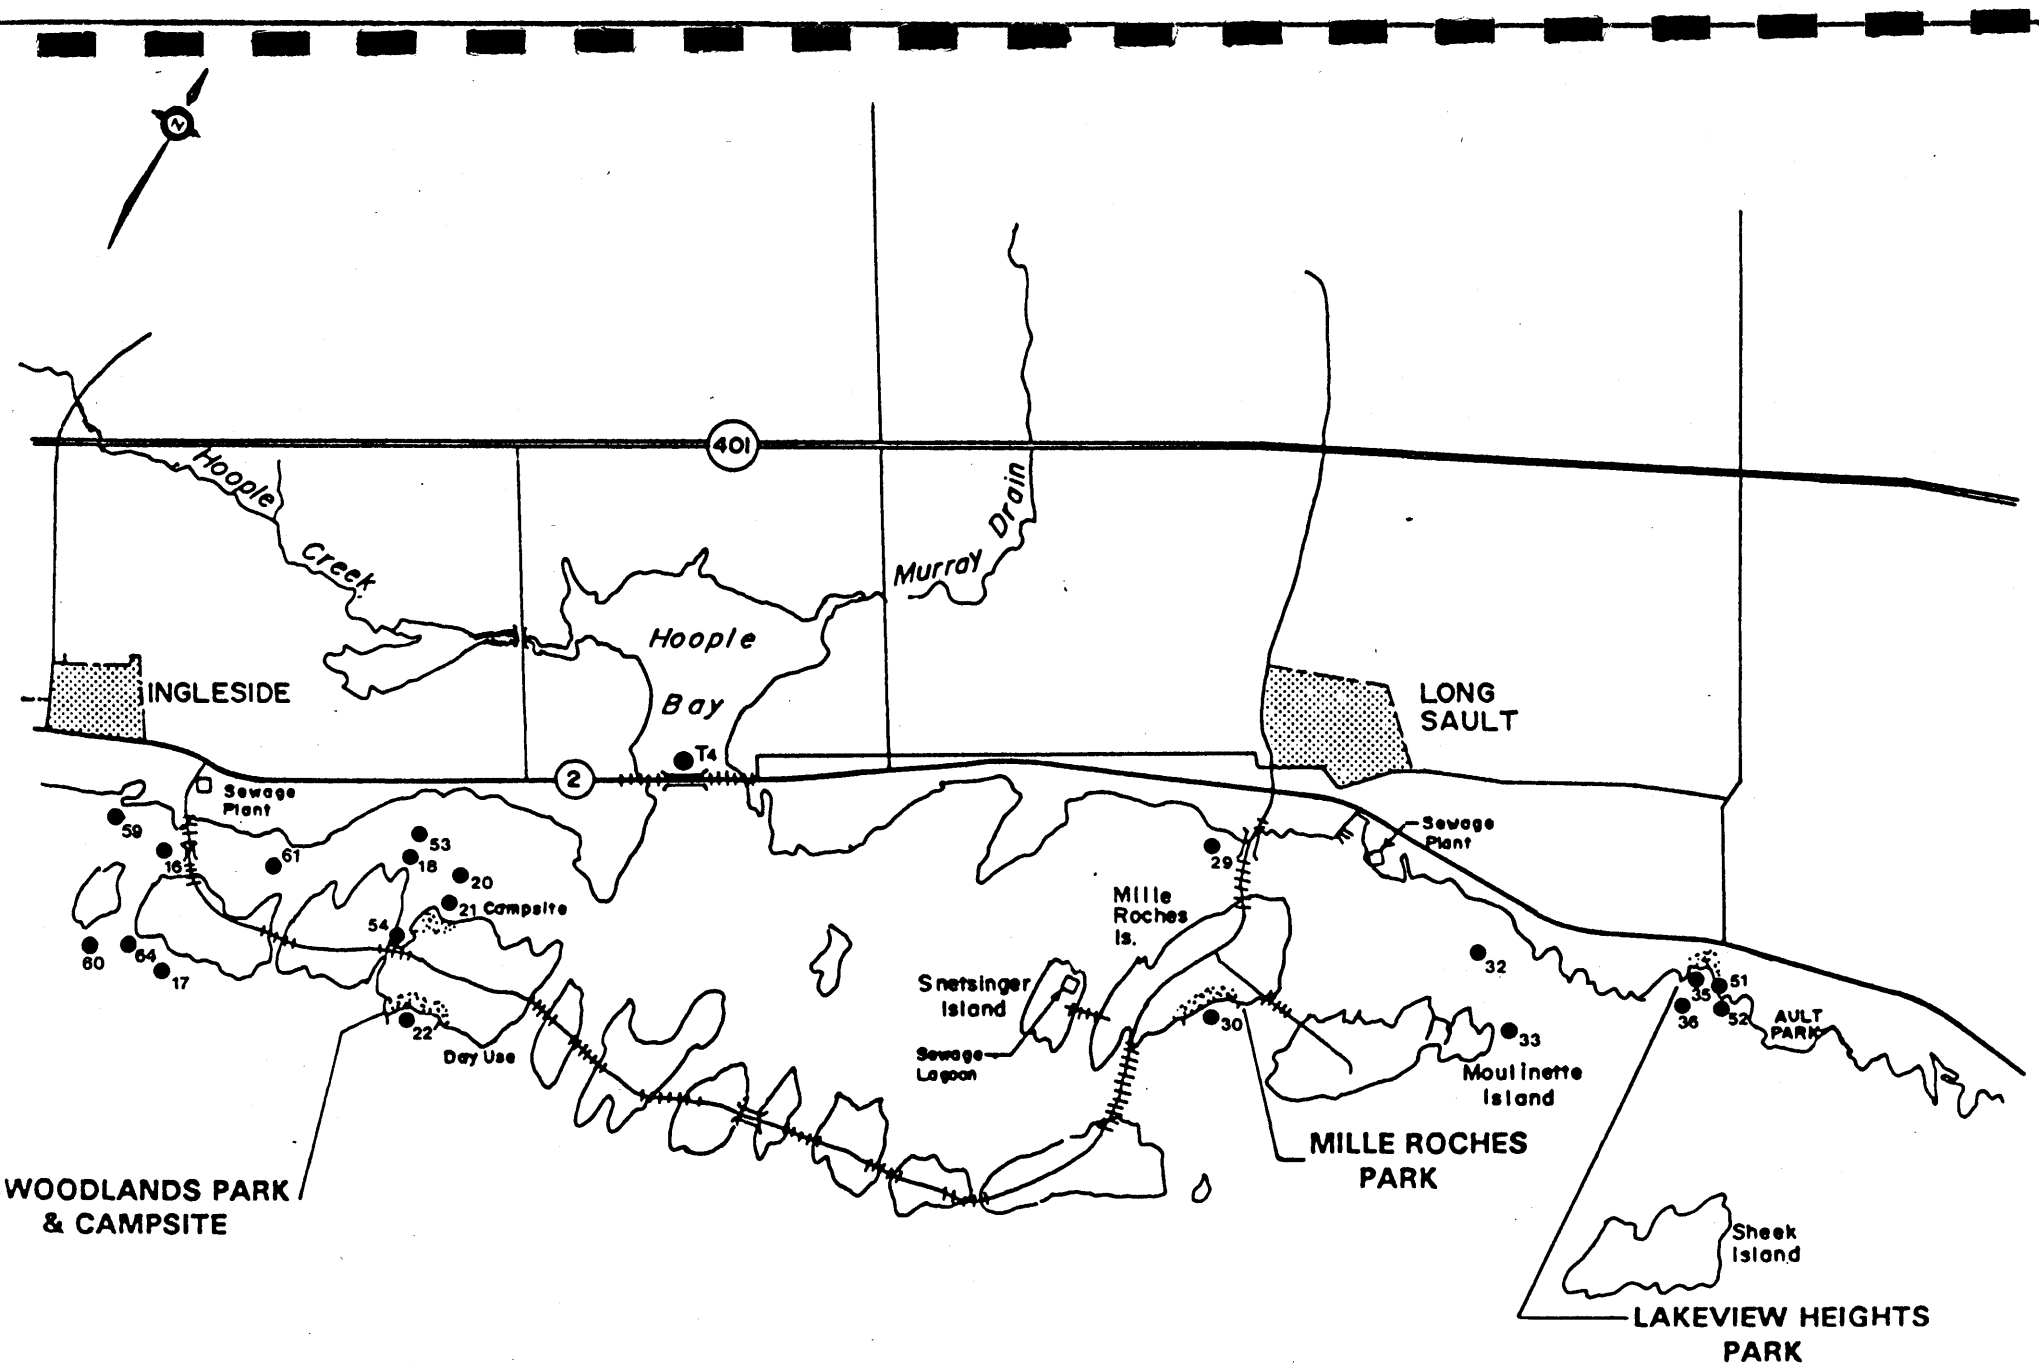 N
401
Hoople
Creek
Murray
Drain
Hoople
Bay
INGLESIDE
LONG
SAULT
T4
2
Sewage
Plant
59
16
61
53
18
20
21 Campsite
54
60
64
17
22
Day Use
29
Sewage
Plant
Mille
Roches
Is.
Snetsinger
Island
Sewage
Lagoon
30
32
33
Moulinette
Island
35
51
36
52
AULT
PARK
MILLE ROCHES
PARK
WOODLANDS PARK
& CAMPSITE
Sheek
Island
LAKEVIEW HEIGHTS
PARK